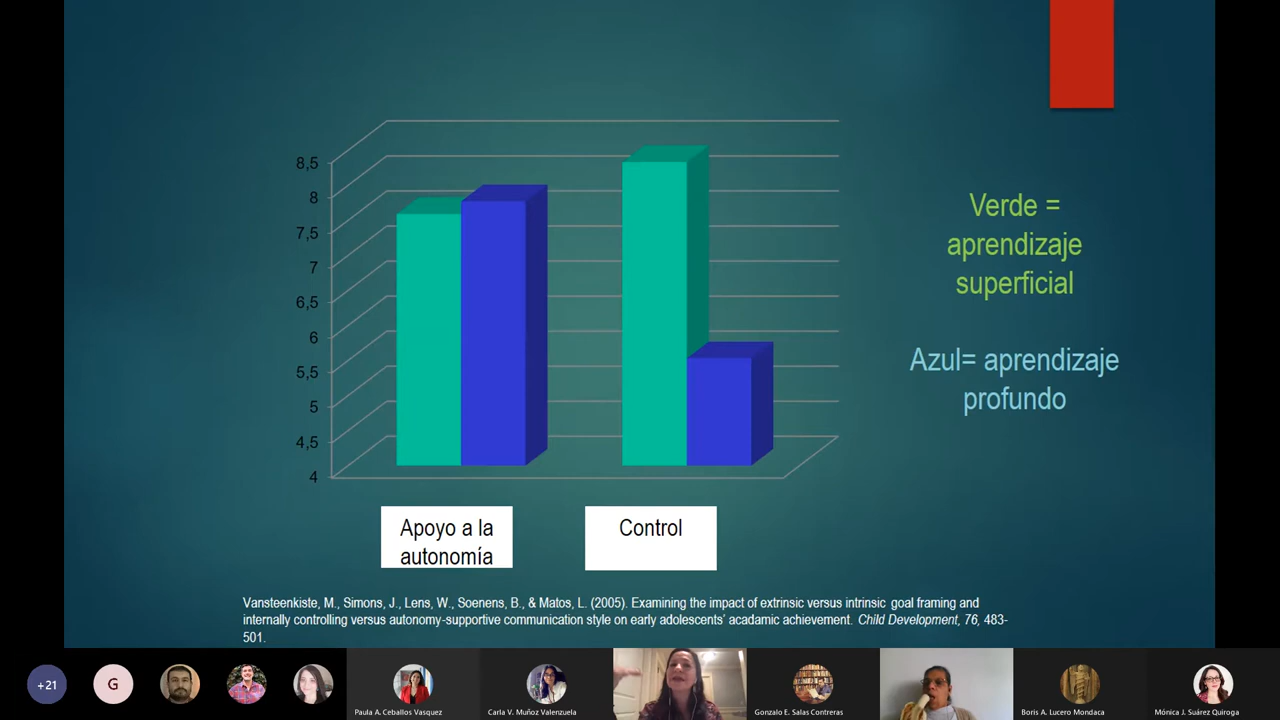 8,5
8
7,5
7
6,5
6
5,5
5
4,5
4
Verde =
aprendizaje
superficial
Azul= aprendizaje
profundo
Apoyo a la
autonomía
Control
Vansteenkiste, M., Simons, J., Lens, W., Soenens, B., & Matos, L. (2005). Examining the impact of extrinsic versus intrinsic goal framing and
internally controlling versus autonomy-supportive communication style on early adolescents' acadamic achievement. Child Development, 76, 483-
501.
+21
G
Paula A. Ceballos Vasquez
Carla V. Muñoz Valenzuela
Gonzalo E. Salas Contreras
Boris A. Lucero Mondaca
Mónica J. Suárez Quiroga